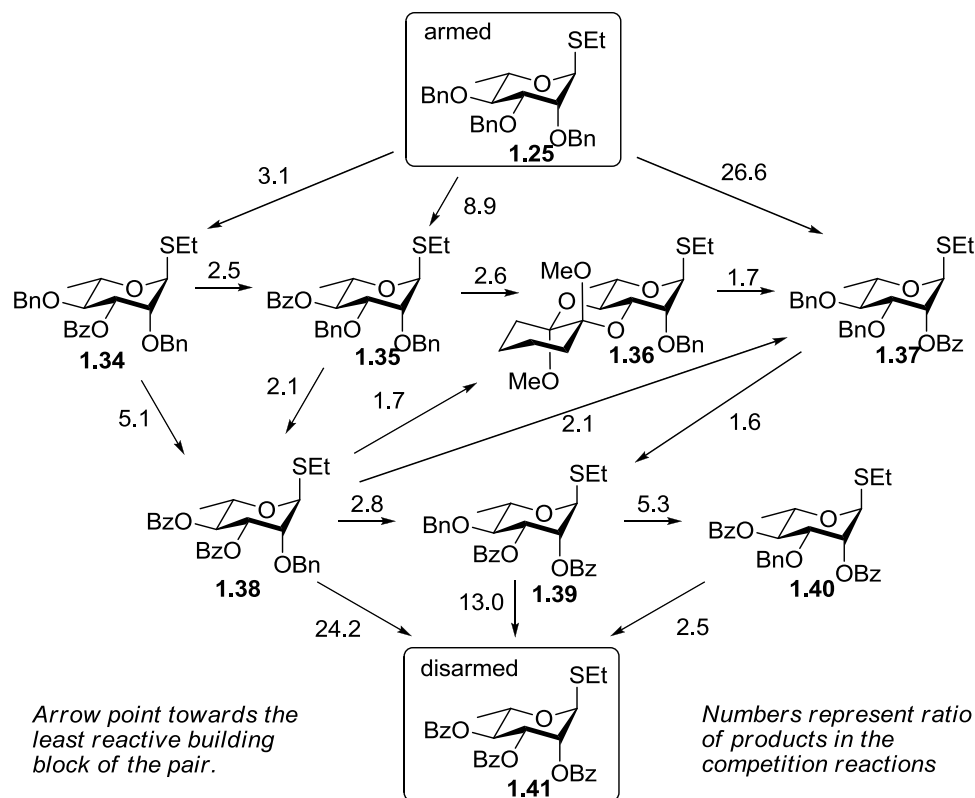 armed
SEt
O
BnO
BnO
OBn
1.25
3.1
8.9
26.6
SEt
O
BnO
BzO
OBn
1.34
2.5
SEt
O
BzO
BnO
OBn
1.35
2.6
SEt
MeO
O
O
O
OBn
MeO
1.36
1.7
SEt
O
BnO
BnO
OBz
1.37
5.1
2.1
1.7
2.1
1.6
SEt
O
BzO
BzO
OBn
1.38
2.8
SEt
O
BnO
BzO
OBz
1.39
5.3
SEt
O
BzO
BnO
OBz
1.40
24.2
13.0
2.5
disarmed
SEt
O
BzO
BzO
OBz
1.41
Arrow point towards the
least reactive building
block of the pair.
Numbers represent ratio
of products in the
competition reactions